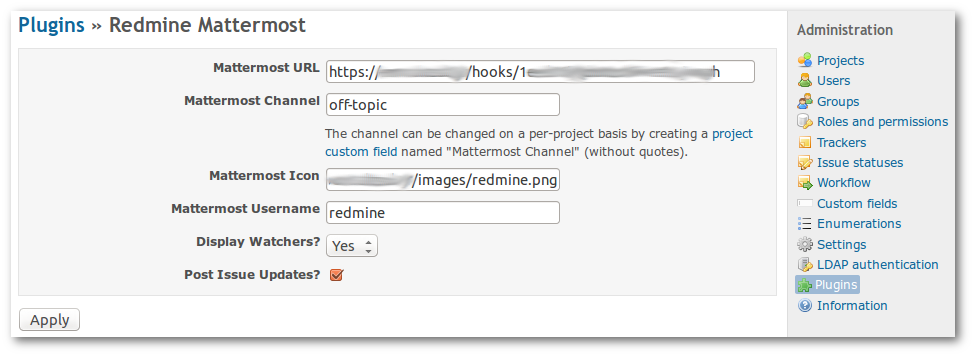 Plugins » Redmine Mattermost
Mattermost URL https:// /hooks/1 h
Mattermost Channel off-topic
The channel can be changed on a per-project basis by creating a project
custom field named "Mattermost Channel" (without quotes).
Mattermost Icon /images/redmine.png
Mattermost Username redmine
Display Watchers? Yes
Post Issue Updates?
Apply
Administration
Projects
Users
Groups
Roles and permissions
Trackers
Issue statuses
Workflow
Custom fields
Enumerations
Settings
LDAP authentication
Plugins
Information